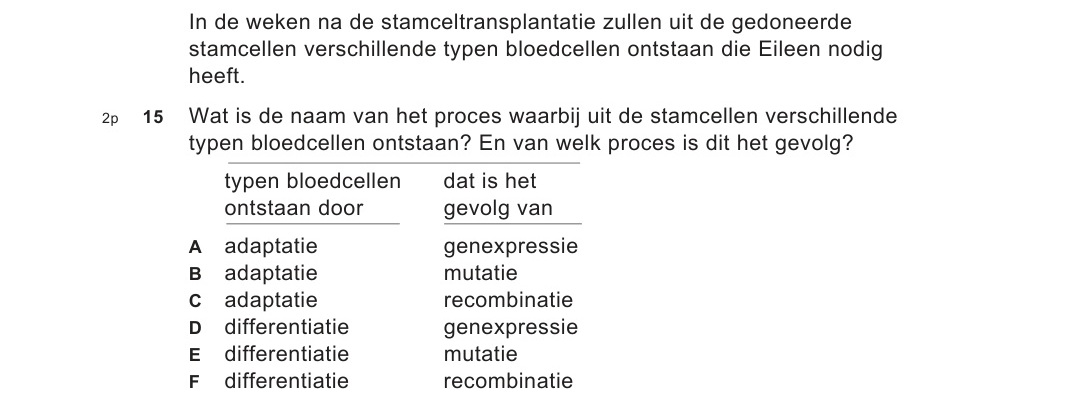 In de weken na de stamceltransplantatie zullen uit de gedoneerde
stamcellen verschillende typen bloedcellen ontstaan die Eileen nodig
heeft.
2p 15 Wat is de naam van het proces waarbij uit de stamcellen verschillende
typen bloedcellen ontstaan? En van welk proces is dit het gevolg?
typen bloedcellen dat is het
ontstaan door gevolg van
A adaptatie genexpressie
B adaptatie mutatie
C adaptatie recombinatie
D differentiatie genexpressie
E differentiatie mutatie
F differentiatie recombinatie